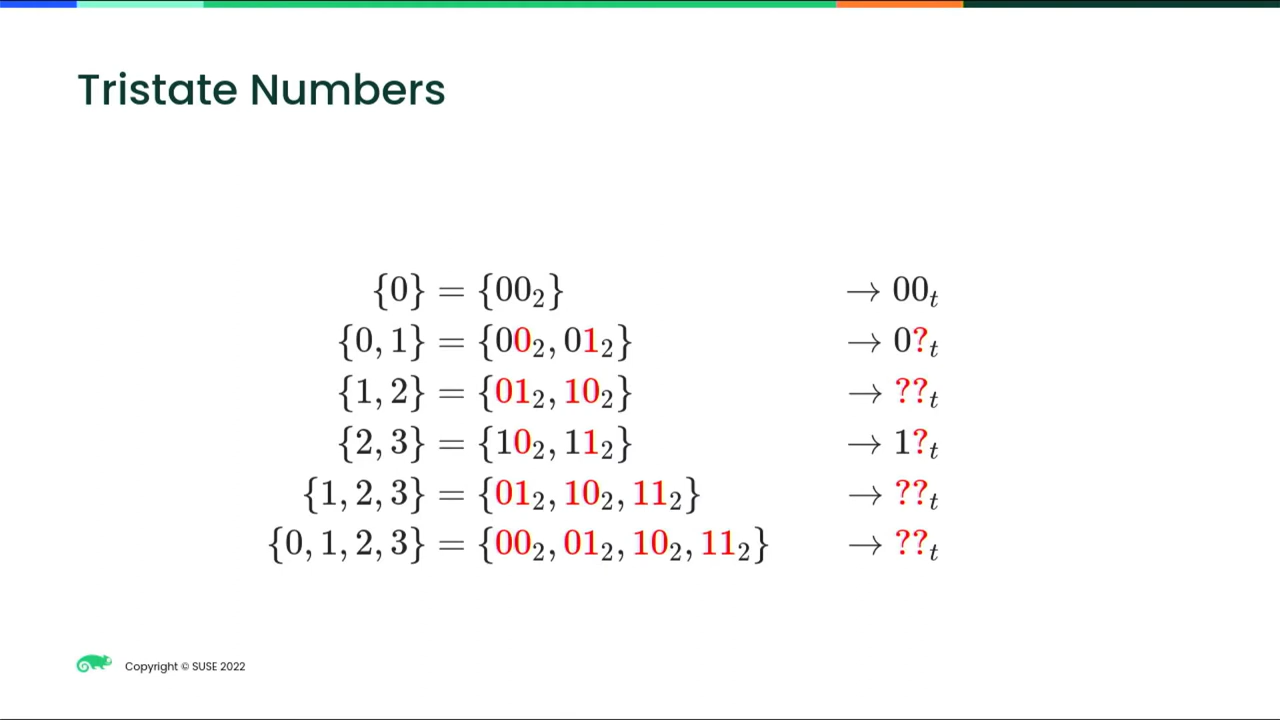 Tristate Numbers
{0} = {00₂} → 00ₜ
{0, 1} = {00₂, 01₂} → 0?ₜ
{1, 2} = {01₂, 10₂} → ??ₜ
{2, 3} = {10₂, 11₂} → 1?ₜ
{1, 2, 3} = {01₂, 10₂, 11₂} → ??ₜ
{0, 1, 2, 3} = {00₂, 01₂, 10₂, 11₂} → ??ₜ
Copyright © SUSE 2022